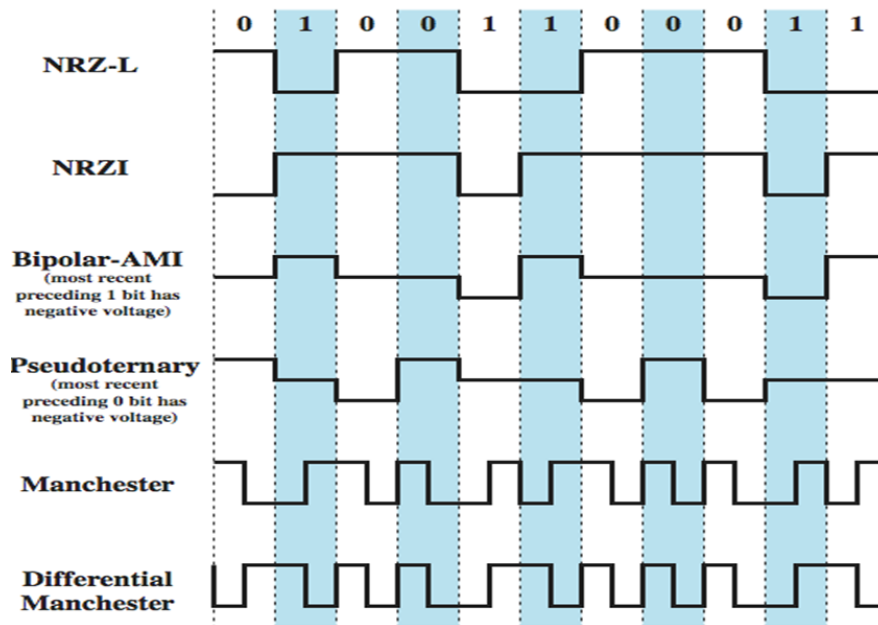 0 1 0 0 1 1 0 0 0 1 1
NRZ-L
NRZI
Bipolar-AMI
(most recent
preceding 1 bit has
negative voltage)
Pseudoternary
(most recent
preceding 0 bit has
negative voltage)
Manchester
Differential
Manchester